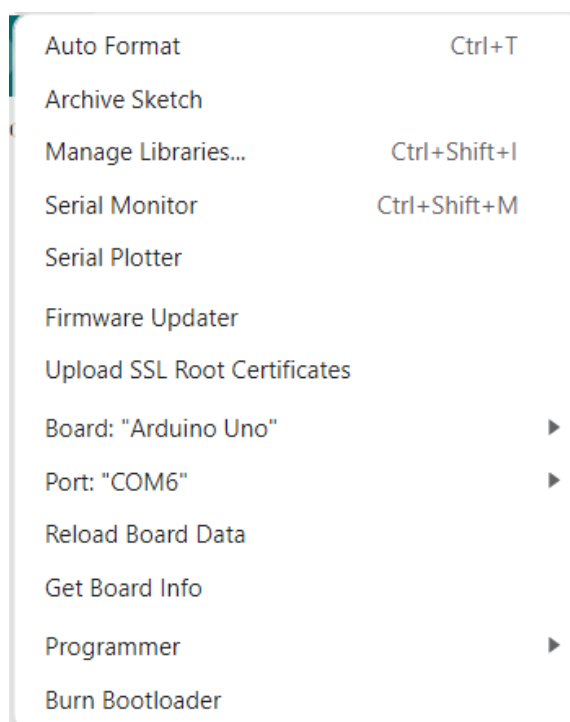 Auto Format Ctrl+T
Archive Sketch
Manage Libraries... Ctrl+Shift+I
Serial Monitor Ctrl+Shift+M
Serial Plotter
Firmware Updater
Upload SSL Root Certificates
Board: "Arduino Uno"
Port: "COM6"
Reload Board Data
Get Board Info
Programmer
Burn Bootloader